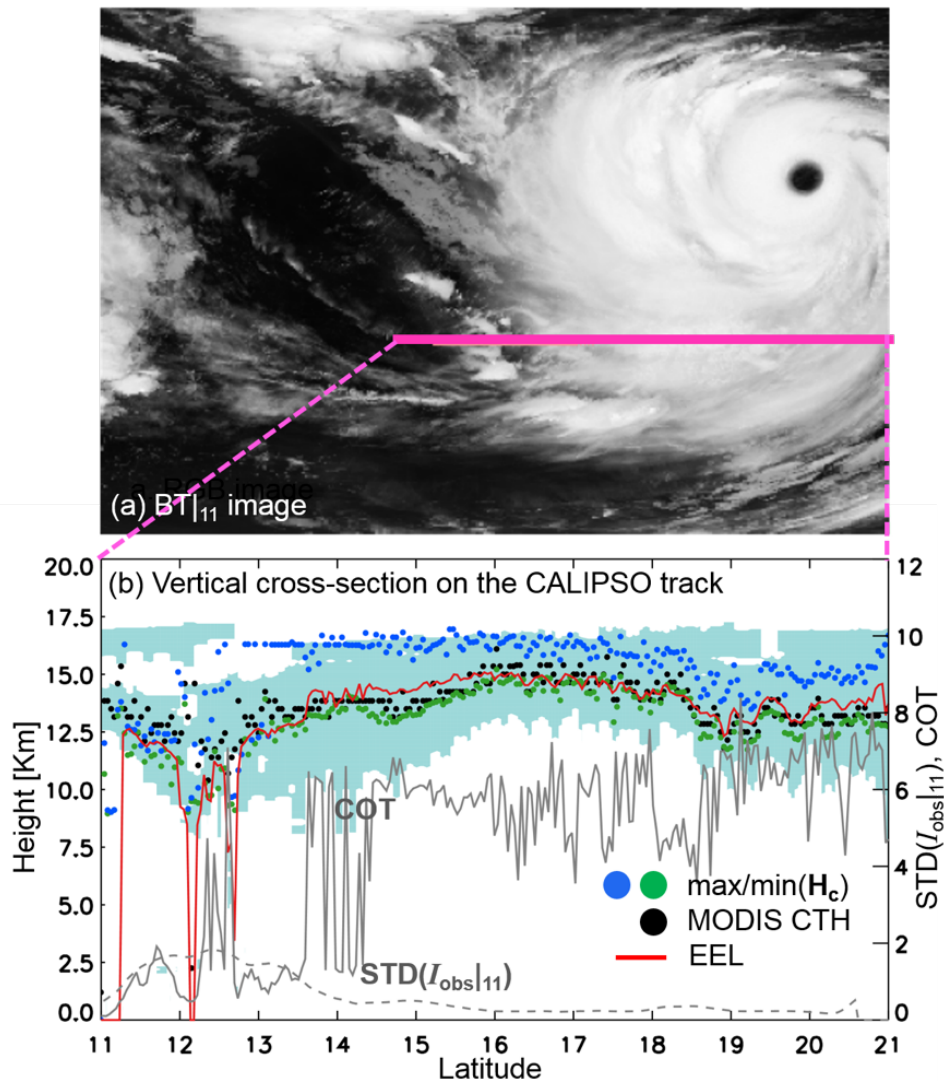 a. RGB image
(a) BT|₁₁ image
(b) Vertical cross-section on the CALIPSO track
20.0
17.5
15.0
12.5
10.0
7.5
5.0
2.5
0.0
Height [Km]
12
10
8
6
4
2
0
STD(I_obs|₁₁), COT
COT
STD(I_obs|₁₁)
max/min(H_c)
MODIS CTH
EEL
11 12 13 14 15 16 17 18 19 20 21
Latitude